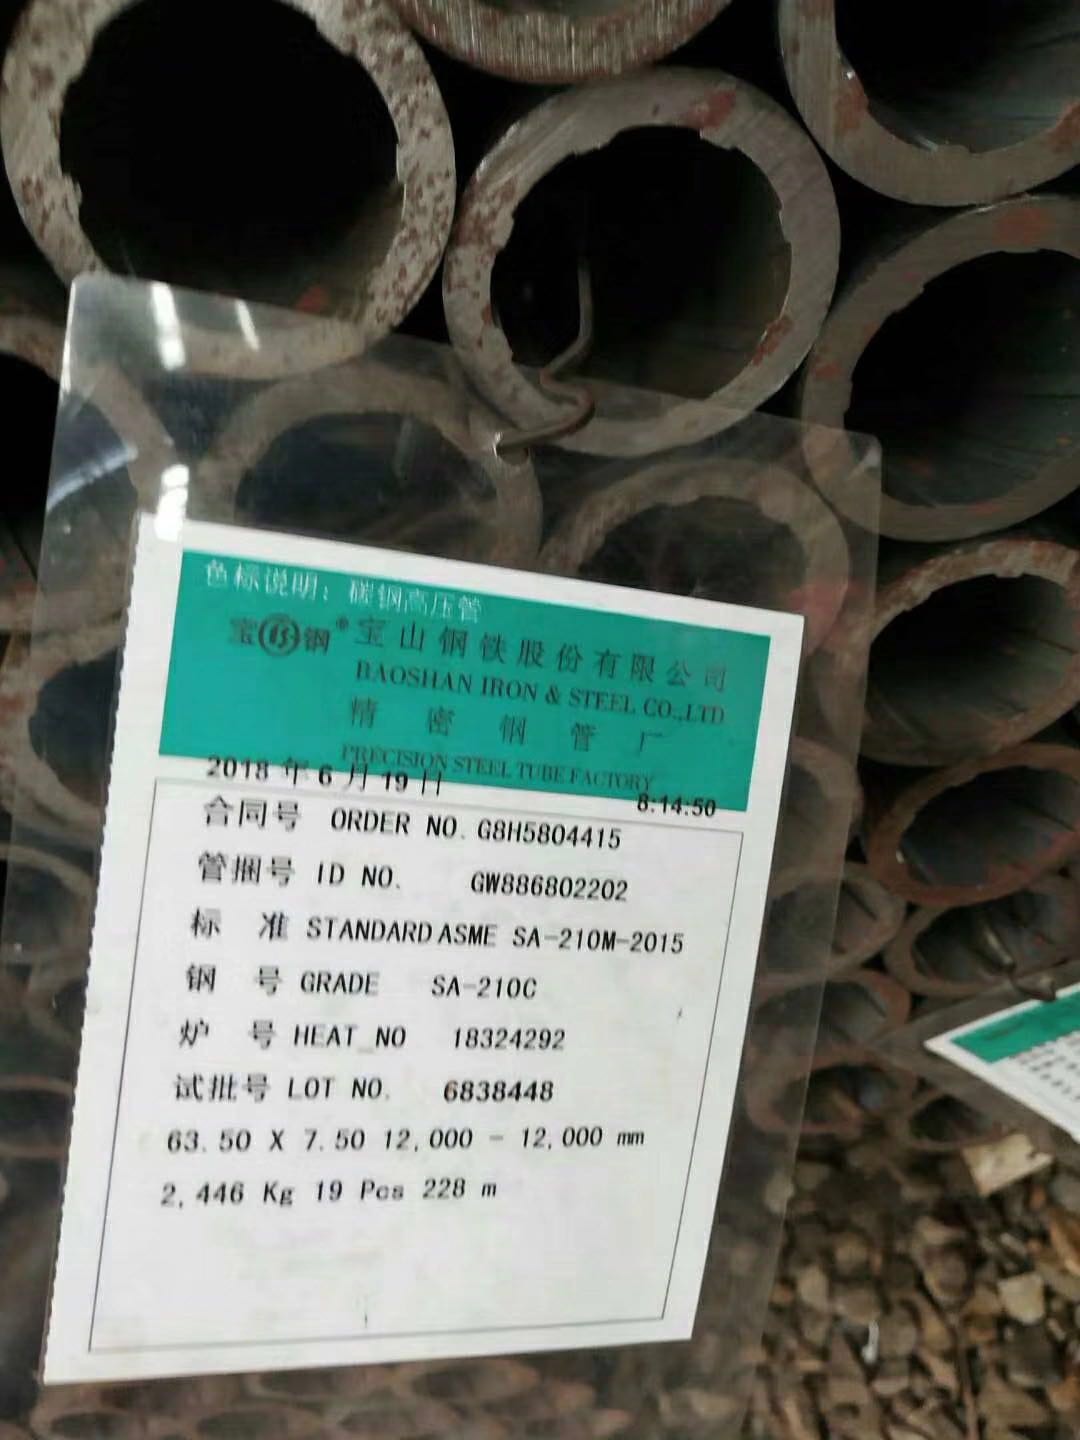 色标说明：碳钢高压管
宝钢® 宝山钢铁股份有限公司
BAOSHAN IRON & STEEL CO.,LTD
精密钢管厂
PRECISION STEEL TUBE FACTORY
2018 年 6 月 19 日 8:14:50
合同号 ORDER NO. G8H5804415
管捆号 ID NO. GW886802202
标 准 STANDARD ASME SA-210M-2015
钢 号 GRADE SA-210C
炉 号 HEAT_NO 18324292
试批号 LOT NO. 6838448
63.50 X 7.50 12,000 - 12,000 mm
2,446 Kg 19 Pcs 228 m